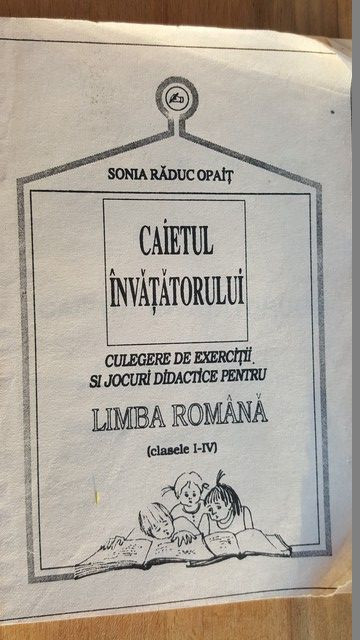 SONIA RĂDUC OPAIȚ
CAIETUL
ÎNVĂȚĂTORULUI
CULEGERE DE EXERCIȚII
SI JOCURI DIDACTICE PENTRU
LIMBA ROMÂNĂ
(clasele I-IV)